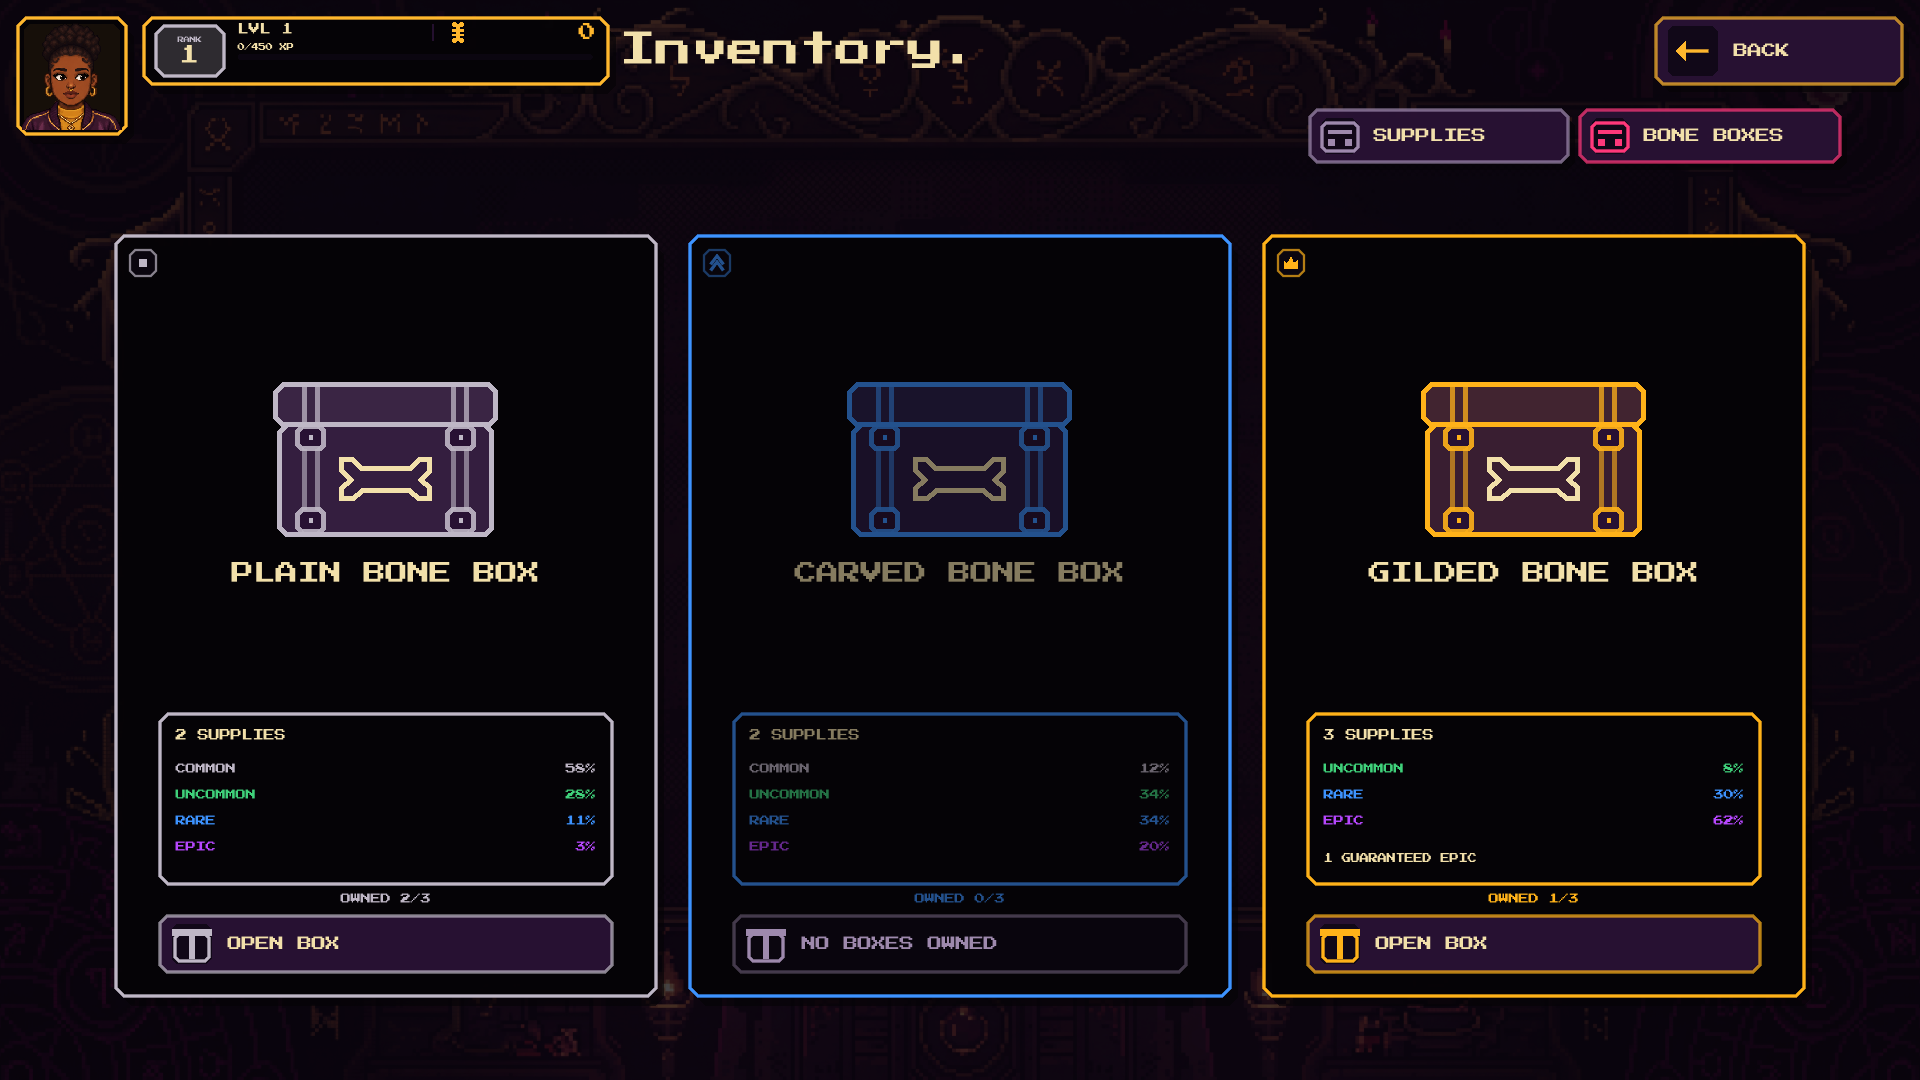 RANK
1
LVL 1
0/450 XP
0
Inventory.
BACK
SUPPLIES
BONE BOXES
PLAIN BONE BOX
2 SUPPLIES
COMMON 58%
UNCOMMON 28%
RARE 11%
EPIC 3%
OWNED 2/3
OPEN BOX
CARVED BONE BOX
2 SUPPLIES
COMMON 12%
UNCOMMON 34%
RARE 34%
EPIC 20%
OWNED 0/3
NO BOXES OWNED
GILDED BONE BOX
3 SUPPLIES
UNCOMMON 8%
RARE 30%
EPIC 62%
1 GUARANTEED EPIC
OWNED 1/3
OPEN BOX